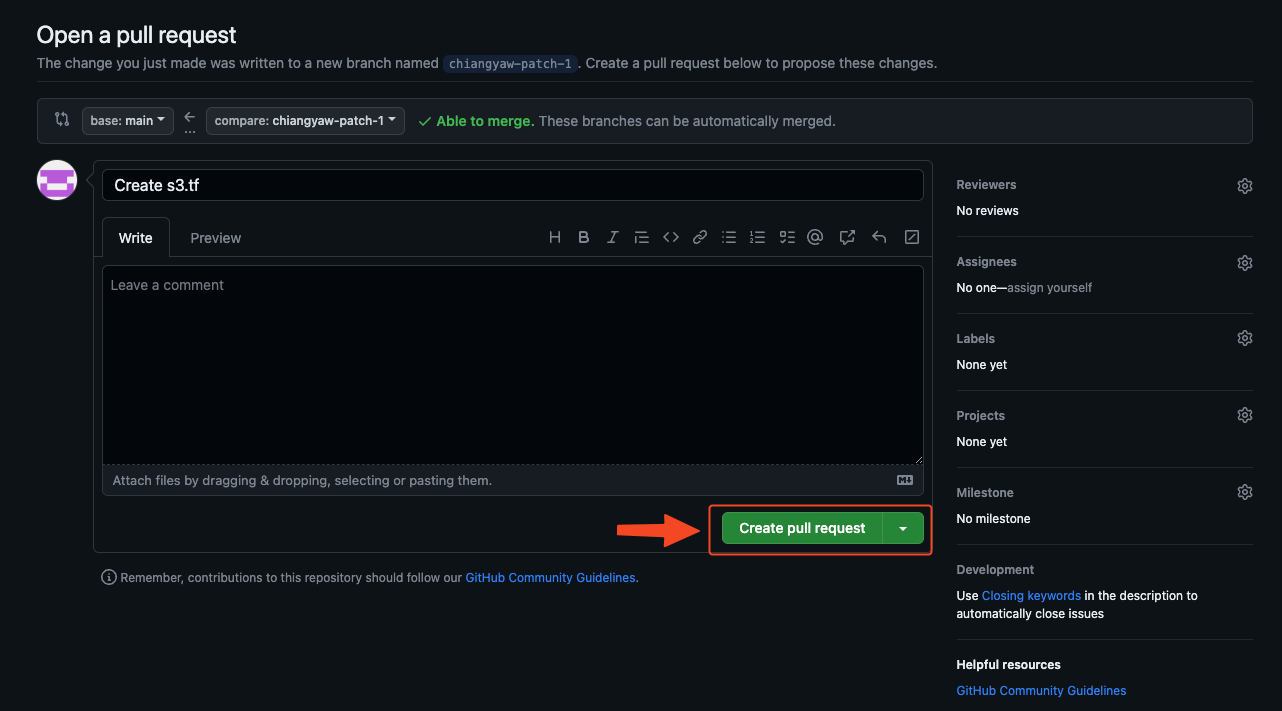 Open a pull request
The change you just made was written to a new branch named chiangyaw-patch-1. Create a pull request below to propose these changes.
base: main
compare: chiangyaw-patch-1
Able to merge. These branches can be automatically merged.
Create s3.tf
Write
Preview
Leave a comment
Attach files by dragging & dropping, selecting or pasting them.
Create pull request
Remember, contributions to this repository should follow our GitHub Community Guidelines.
Reviewers
No reviews
Assignees
No one—assign yourself
Labels
None yet
Projects
None yet
Milestone
No milestone
Development
Use Closing keywords in the description to
automatically close issues
Helpful resources
GitHub Community Guidelines